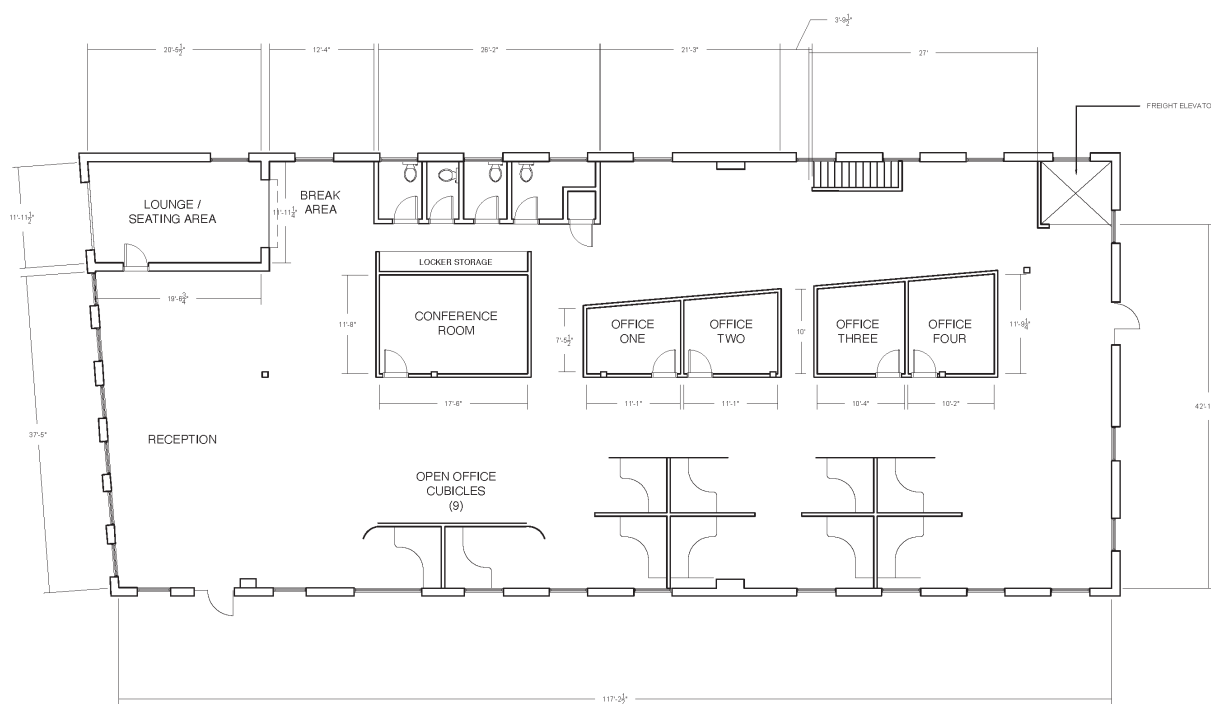 3'-9½"
20'-5½"
12'-4"
26'-2"
21'-3"
27'
FREIGHT ELEVATO
LOUNGE /
SEATING AREA
BREAK
AREA
11'-11½"
11'-11¼"
LOCKER STORAGE
19'-8¾"
11'-8"
CONFERENCE
ROOM
7'-5½"
OFFICE
ONE
OFFICE
TWO
10'
OFFICE
THREE
OFFICE
FOUR
11'-9¼"
17'-6"
11'-1"
11'-1"
10'-4"
10'-2"
42'-1
37'-5"
RECEPTION
OPEN OFFICE
CUBICLES
(9)
117'-2½"